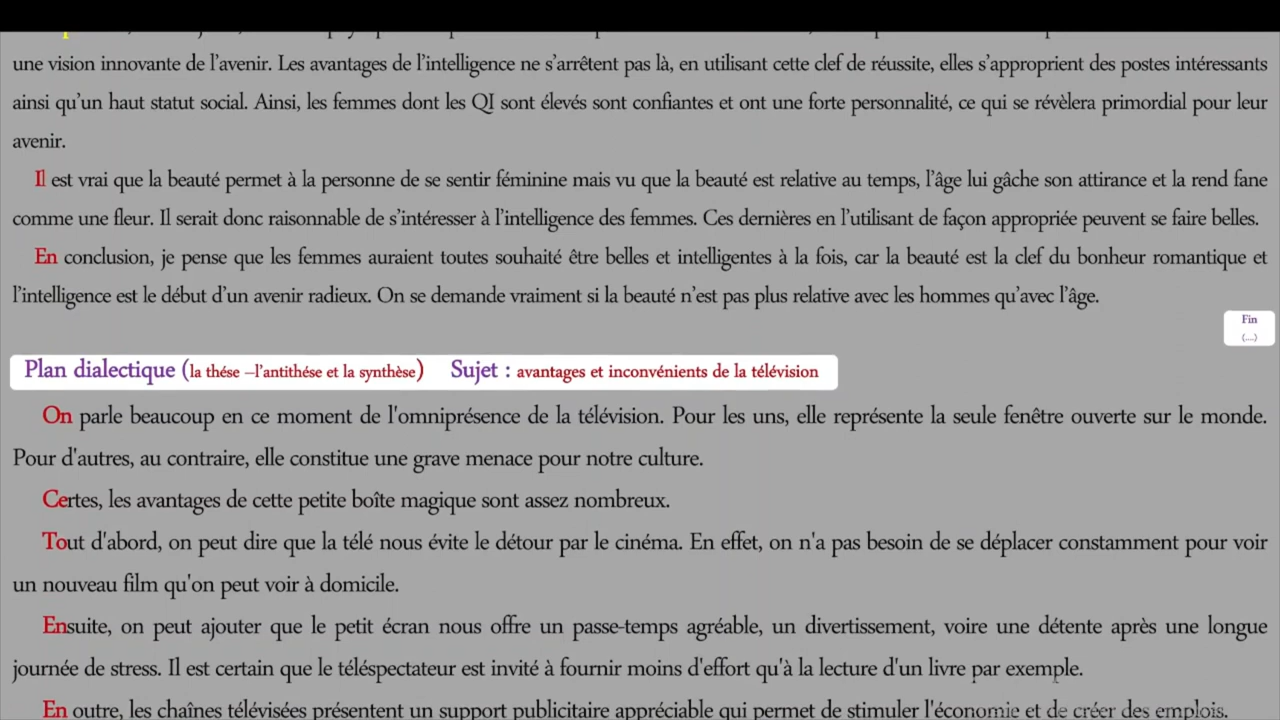 une vision innovante de l'avenir. Les avantages de l'intelligence ne s'arrêtent pas là, en utilisant cette clef de réussite, elles s'approprient des postes intéressants
ainsi qu'un haut statut social. Ainsi, les femmes dont les QI sont élevés sont confiantes et ont une forte personnalité, ce qui se révèlera primordial pour leur
avenir.
Il est vrai que la beauté permet à la personne de se sentir féminine mais vu que la beauté est relative au temps, l'âge lui gâche son attirance et la rend fane
comme une fleur. Il serait donc raisonnable de s'intéresser à l'intelligence des femmes. Ces dernières en l'utilisant de façon appropriée peuvent se faire belles.
En conclusion, je pense que les femmes auraient toutes souhaité être belles et intelligentes à la fois, car la beauté est la clef du bonheur romantique et
l'intelligence est le début d'un avenir radieux. On se demande vraiment si la beauté n'est pas plus relative avec les hommes qu'avec l'âge.
Fin
(....)
Plan dialectique (la thése –l'antithése et la synthèse) Sujet : avantages et inconvénients de la télévision
On parle beaucoup en ce moment de l'omniprésence de la télévision. Pour les uns, elle représente la seule fenêtre ouverte sur le monde.
Pour d'autres, au contraire, elle constitue une grave menace pour notre culture.
Certes, les avantages de cette petite boîte magique sont assez nombreux.
Tout d'abord, on peut dire que la télé nous évite le détour par le cinéma. En effet, on n'a pas besoin de se déplacer constamment pour voir
un nouveau film qu'on peut voir à domicile.
Ensuite, on peut ajouter que le petit écran nous offre un passe-temps agréable, un divertissement, voire une détente après une longue
journée de stress. Il est certain que le téléspectateur est invité à fournir moins d'effort qu'à la lecture d'un livre par exemple.
En outre, les chaînes télévisées présentent un support publicitaire appréciable qui permet de stimuler l'économie et de créer des emplois.